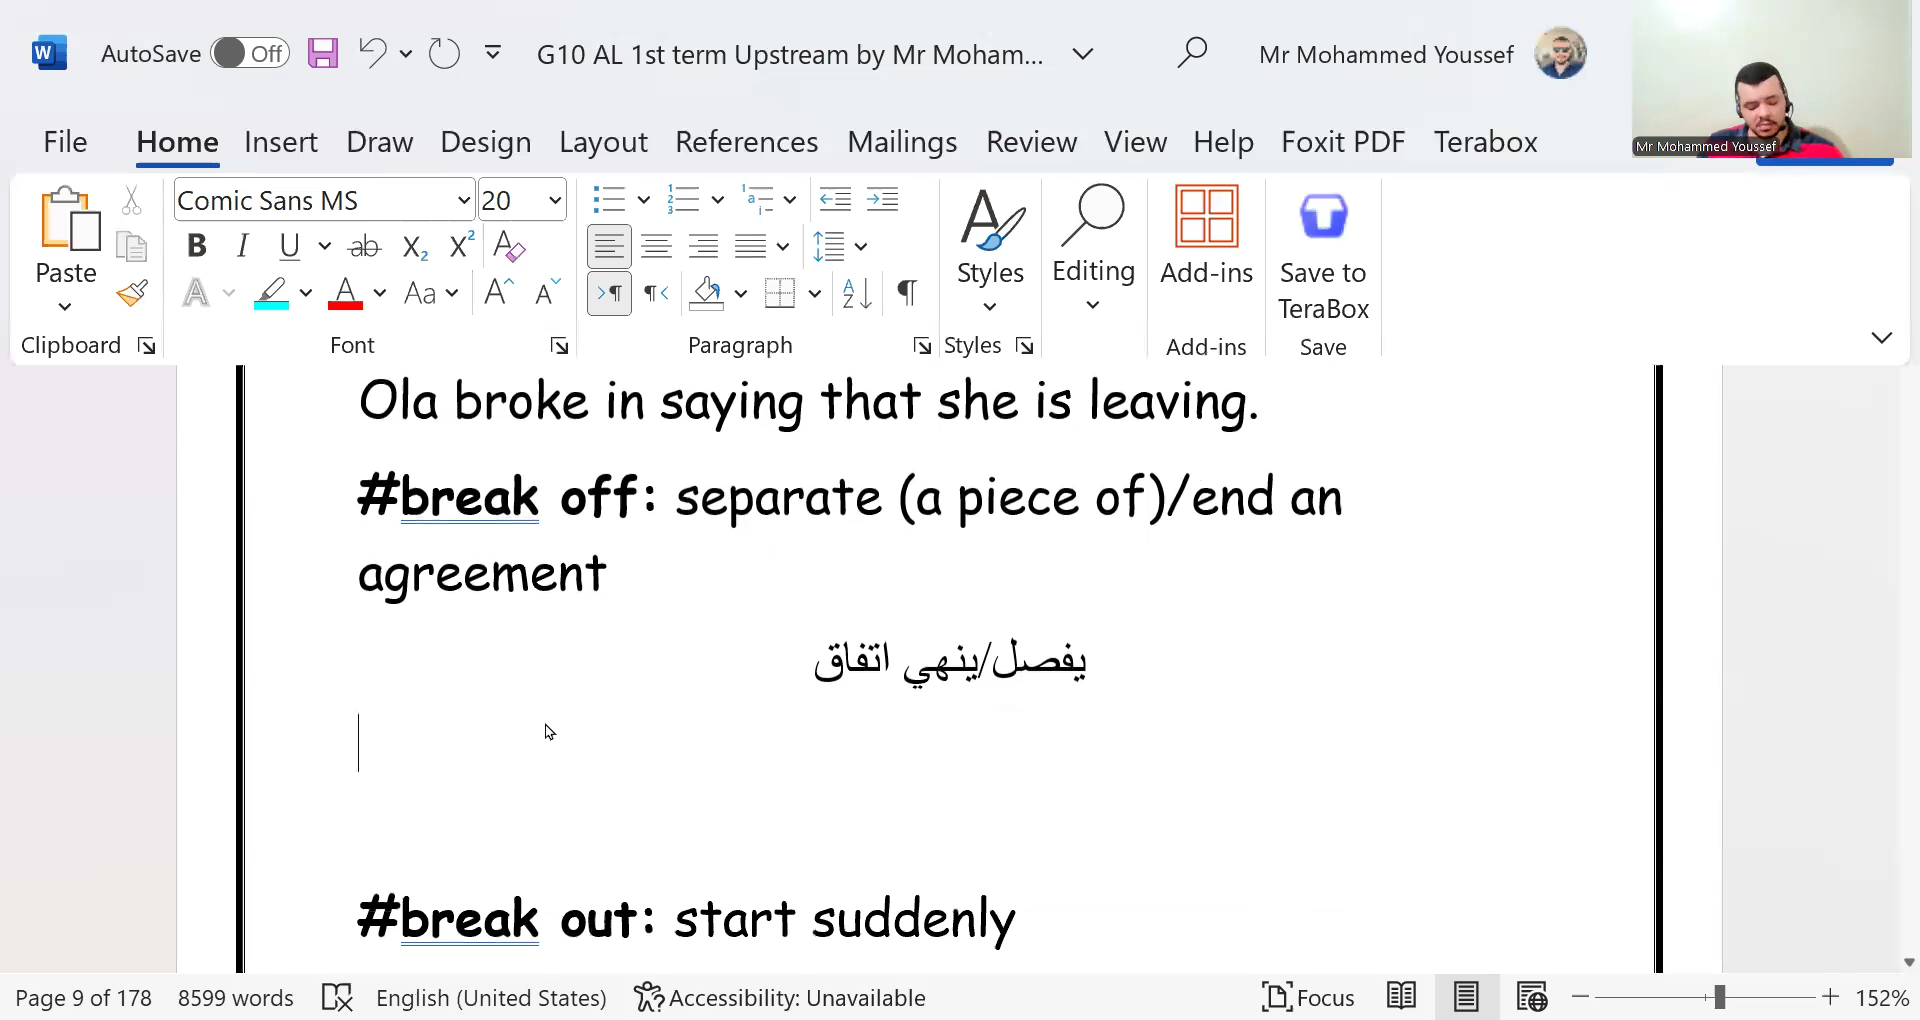 AutoSave Off G10 AL 1st term Upstream by Mr Moham... Mr Mohammed Youssef
Mr Mohammed Youssef
File Home Insert Draw Design Layout References Mailings Review View Help Foxit PDF Terabox
Paste
Clipboard
Comic Sans MS 20
Font
Paragraph
Styles
Styles
Editing
Add-ins
Add-ins
Save to
TeraBox
Save
Ola broke in saying that she is leaving.
#break off: separate (a piece of)/end an
agreement
يفصل/ينهي اتفاق
#break out: start suddenly
Page 9 of 178 8599 words English (United States) Accessibility: Unavailable Focus 152%